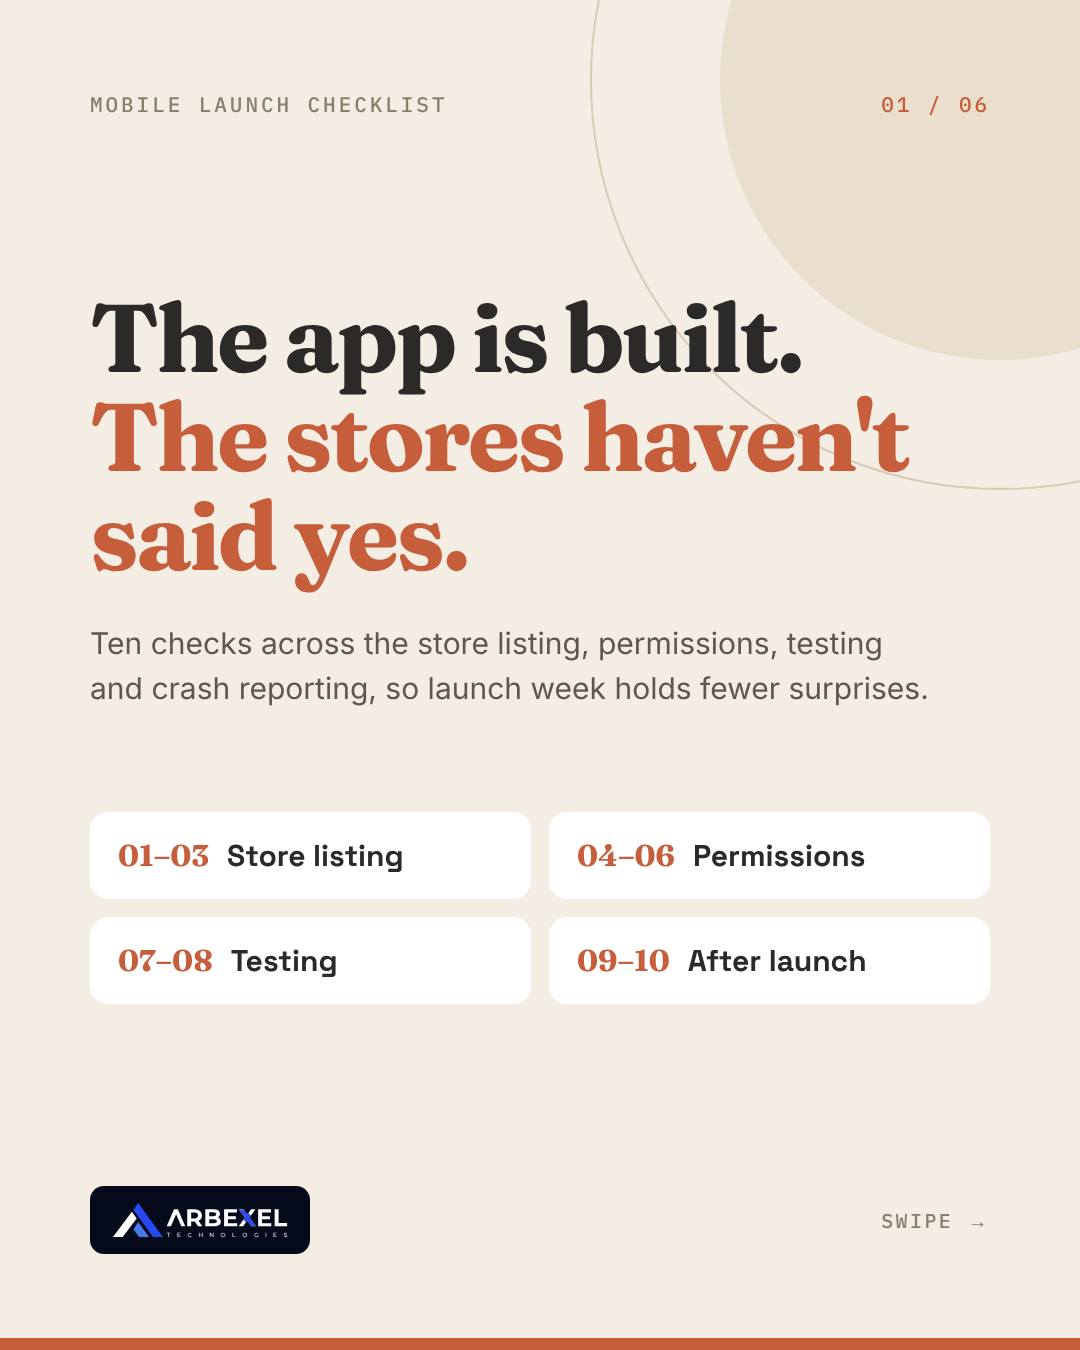 MOBILE LAUNCH CHECKLIST
01 / 06
The app is built.
The stores haven't
said yes.
Ten checks across the store listing, permissions, testing
and crash reporting, so launch week holds fewer surprises.
01–03 Store listing
04–06 Permissions
07–08 Testing
09–10 After launch
ARBEXEL
TECHNOLOGIES
SWIPE →